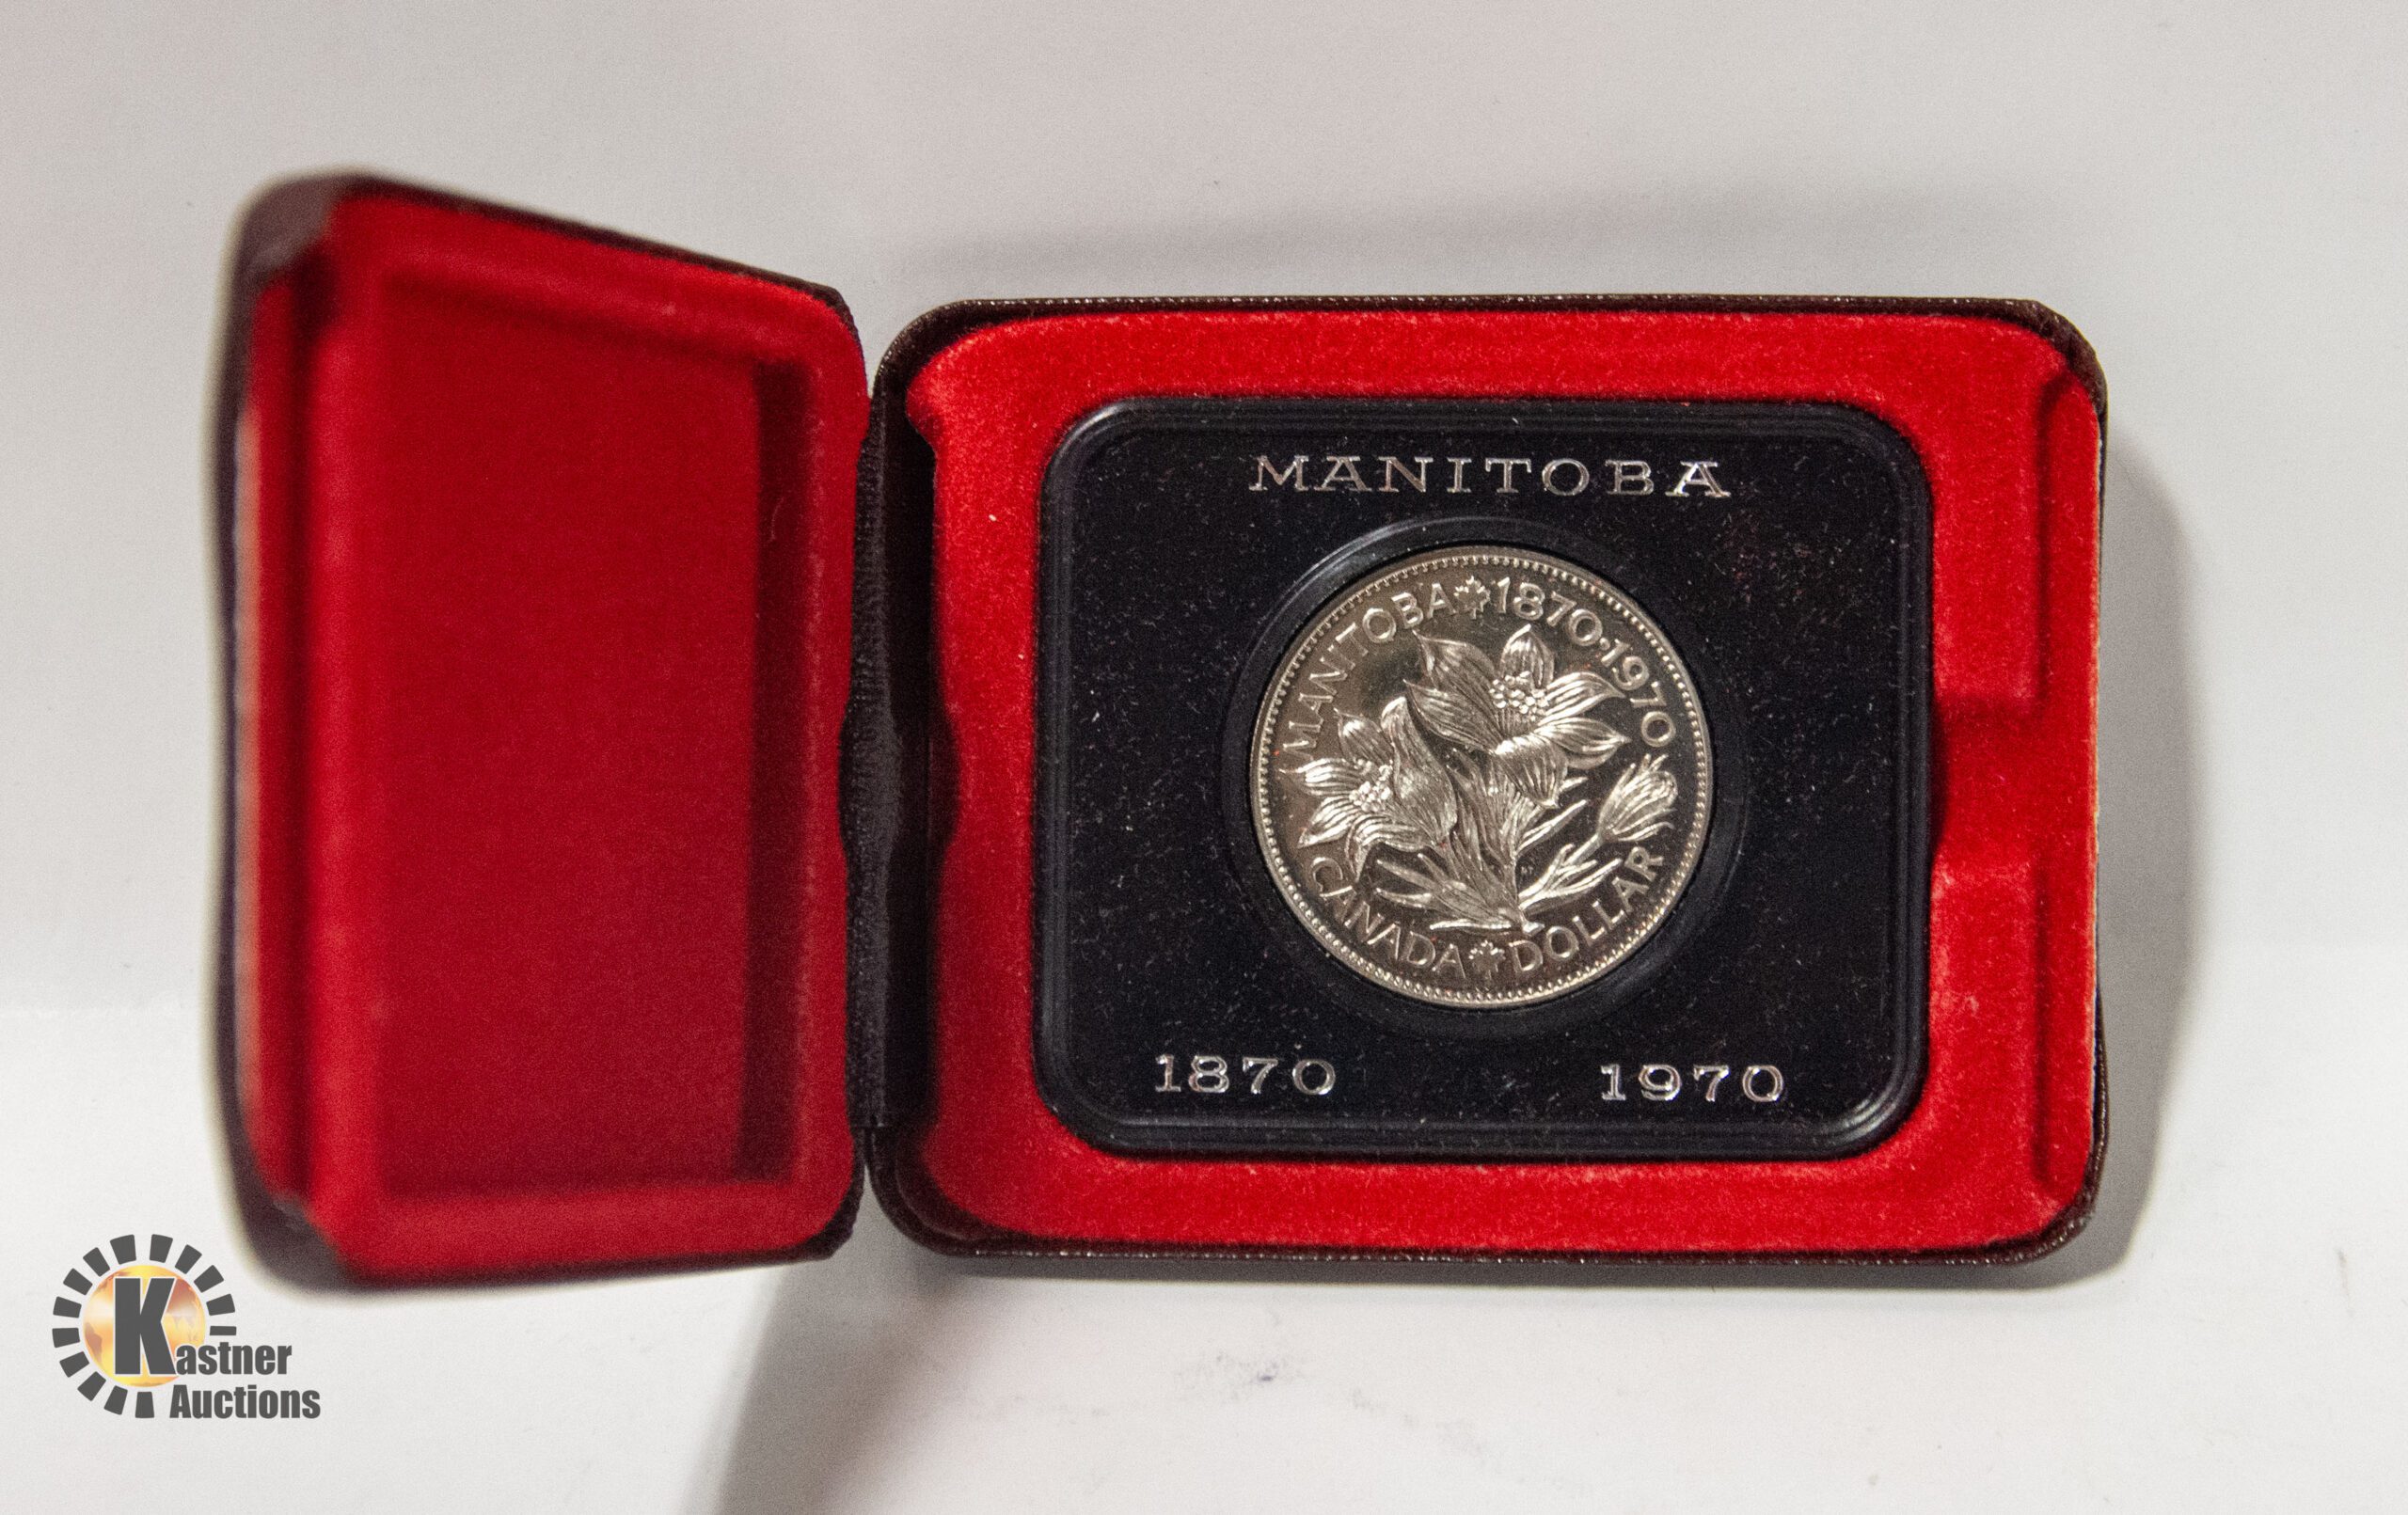 MANITOBA
MANITOBA 1870·1970
CANADA DOLLAR
1870 1970
Kastner
Auctions